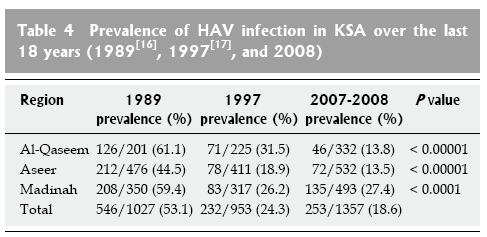 Table 4 Prevalence of HAV infection in KSA over the last
18 years (1989[16], 1997[17], and 2008)
Region 1989 1997 2007-2008 P value
prevalence (%) prevalence (%) prevalence (%)
Al-Qaseem 126/201 (61.1) 71/225 (31.5) 46/332 (13.8) < 0.00001
Aseer 212/476 (44.5) 78/411 (18.9) 72/532 (13.5) < 0.00001
Madinah 208/350 (59.4) 83/317 (26.2) 135/493 (27.4) < 0.0001
Total 546/1027 (53.1) 232/953 (24.3) 253/1357 (18.6)